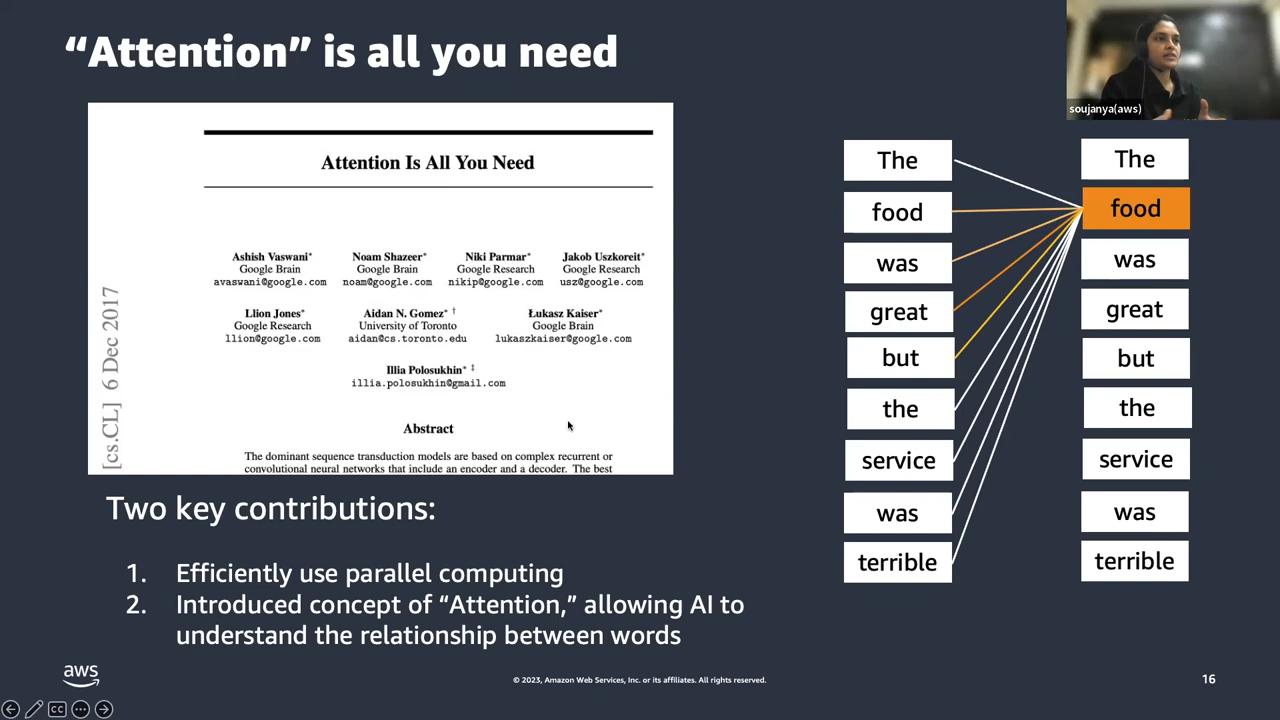 “Attention” is all you need
soujanya(aws)
Attention Is All You Need
Ashish Vaswani*
Google Brain
avaswani@google.com
Noam Shazeer*
Google Brain
noam@google.com
Niki Parmar*
Google Research
nikip@google.com
Jakob Uszkoreit*
Google Research
usz@google.com
Llion Jones*
Google Research
llion@google.com
Aidan N. Gomez* †
University of Toronto
aidan@cs.toronto.edu
Łukasz Kaiser*
Google Brain
lukaszkaiser@google.com
Illia Polosukhin* ‡
illia.polosukhin@gmail.com
Abstract
The dominant sequence transduction models are based on complex recurrent or
convolutional neural networks that include an encoder and a decoder. The best
[cs.CL] 6 Dec 2017
The
food
was
great
but
the
service
was
terrible
The
food
was
great
but
the
service
was
terrible
Two key contributions:
1. Efficiently use parallel computing
2. Introduced concept of “Attention,” allowing AI to
understand the relationship between words
aws
© 2023, Amazon Web Services, Inc. or its affiliates. All rights reserved.
16
CC